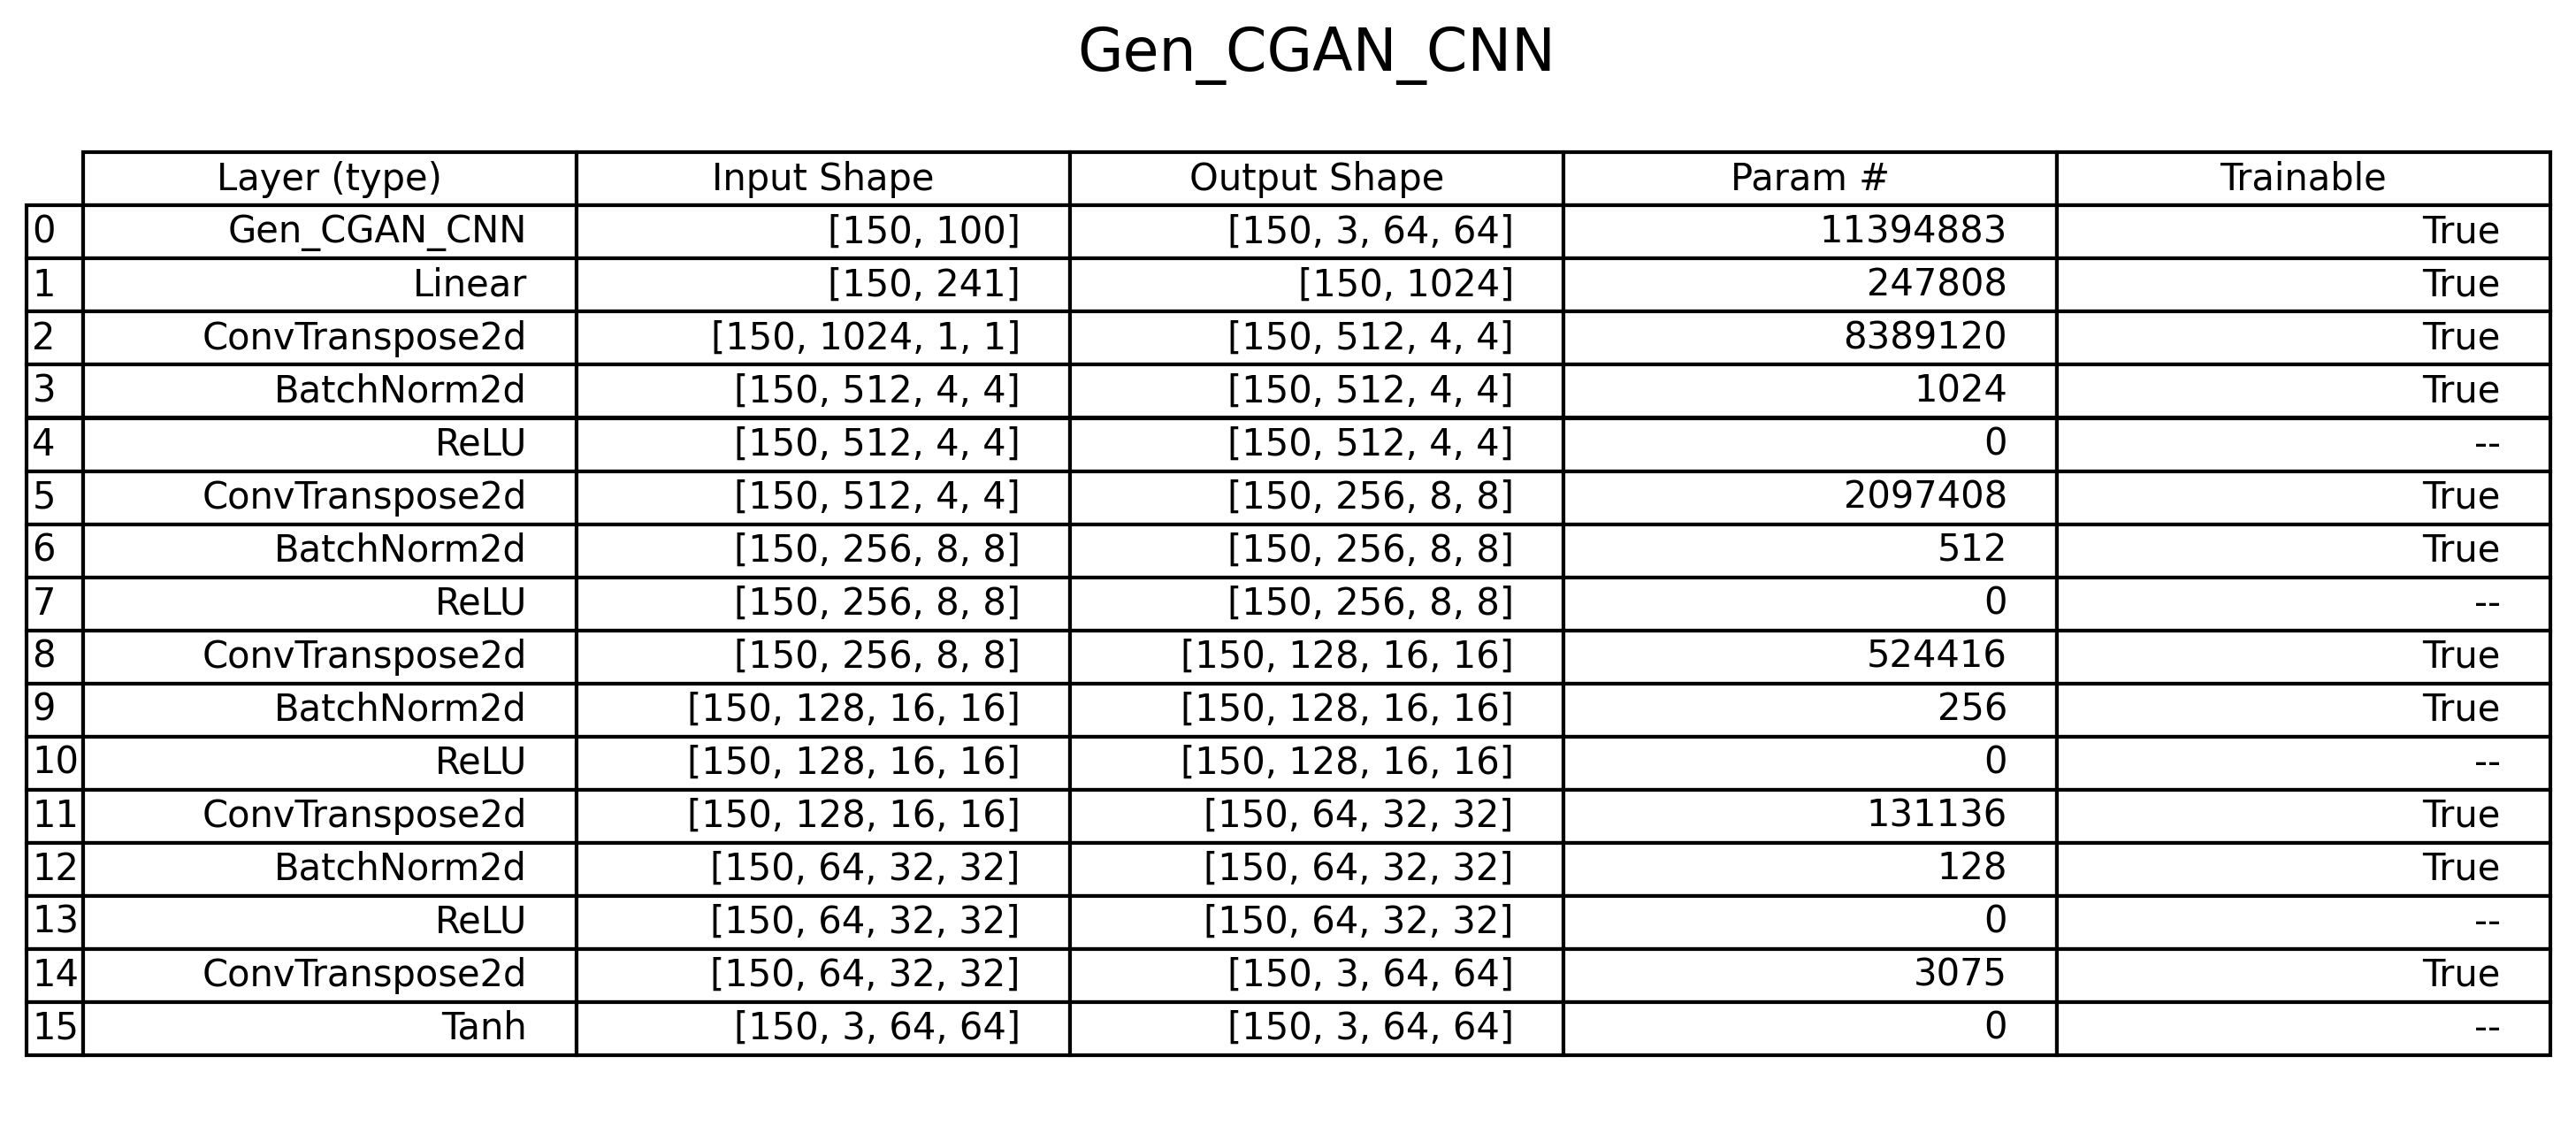 Gen_CGAN_CNN
Layer (type) Input Shape Output Shape Param # Trainable
0 Gen_CGAN_CNN [150, 100] [150, 3, 64, 64] 11394883 True
1 Linear [150, 241] [150, 1024] 247808 True
2 ConvTranspose2d [150, 1024, 1, 1] [150, 512, 4, 4] 8389120 True
3 BatchNorm2d [150, 512, 4, 4] [150, 512, 4, 4] 1024 True
4 ReLU [150, 512, 4, 4] [150, 512, 4, 4] 0 --
5 ConvTranspose2d [150, 512, 4, 4] [150, 256, 8, 8] 2097408 True
6 BatchNorm2d [150, 256, 8, 8] [150, 256, 8, 8] 512 True
7 ReLU [150, 256, 8, 8] [150, 256, 8, 8] 0 --
8 ConvTranspose2d [150, 256, 8, 8] [150, 128, 16, 16] 524416 True
9 BatchNorm2d [150, 128, 16, 16] [150, 128, 16, 16] 256 True
10 ReLU [150, 128, 16, 16] [150, 128, 16, 16] 0 --
11 ConvTranspose2d [150, 128, 16, 16] [150, 64, 32, 32] 131136 True
12 BatchNorm2d [150, 64, 32, 32] [150, 64, 32, 32] 128 True
13 ReLU [150, 64, 32, 32] [150, 64, 32, 32] 0 --
14 ConvTranspose2d [150, 64, 32, 32] [150, 3, 64, 64] 3075 True
15 Tanh [150, 3, 64, 64] [150, 3, 64, 64] 0 --